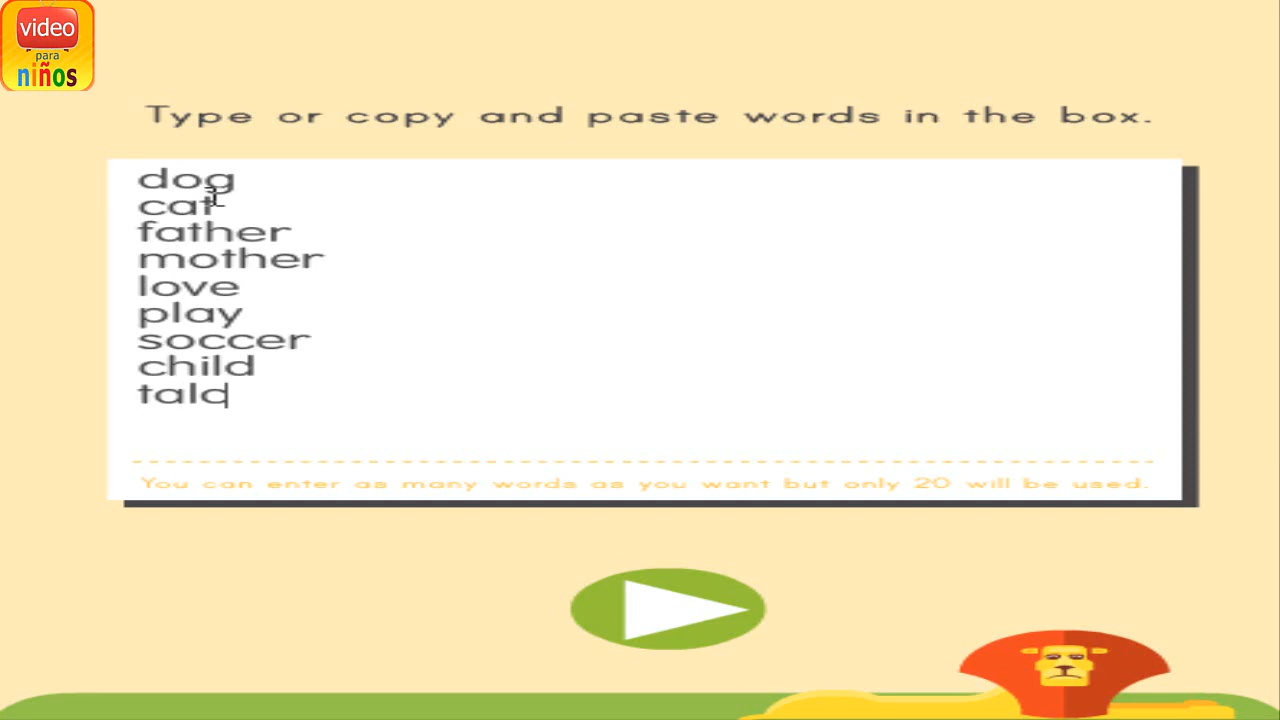 video
para
niños
Type or copy and paste words in the box.
dog
cat
father
mother
love
play
soccer
child
talc
You can enter as many words as you want but only 20 will be used.